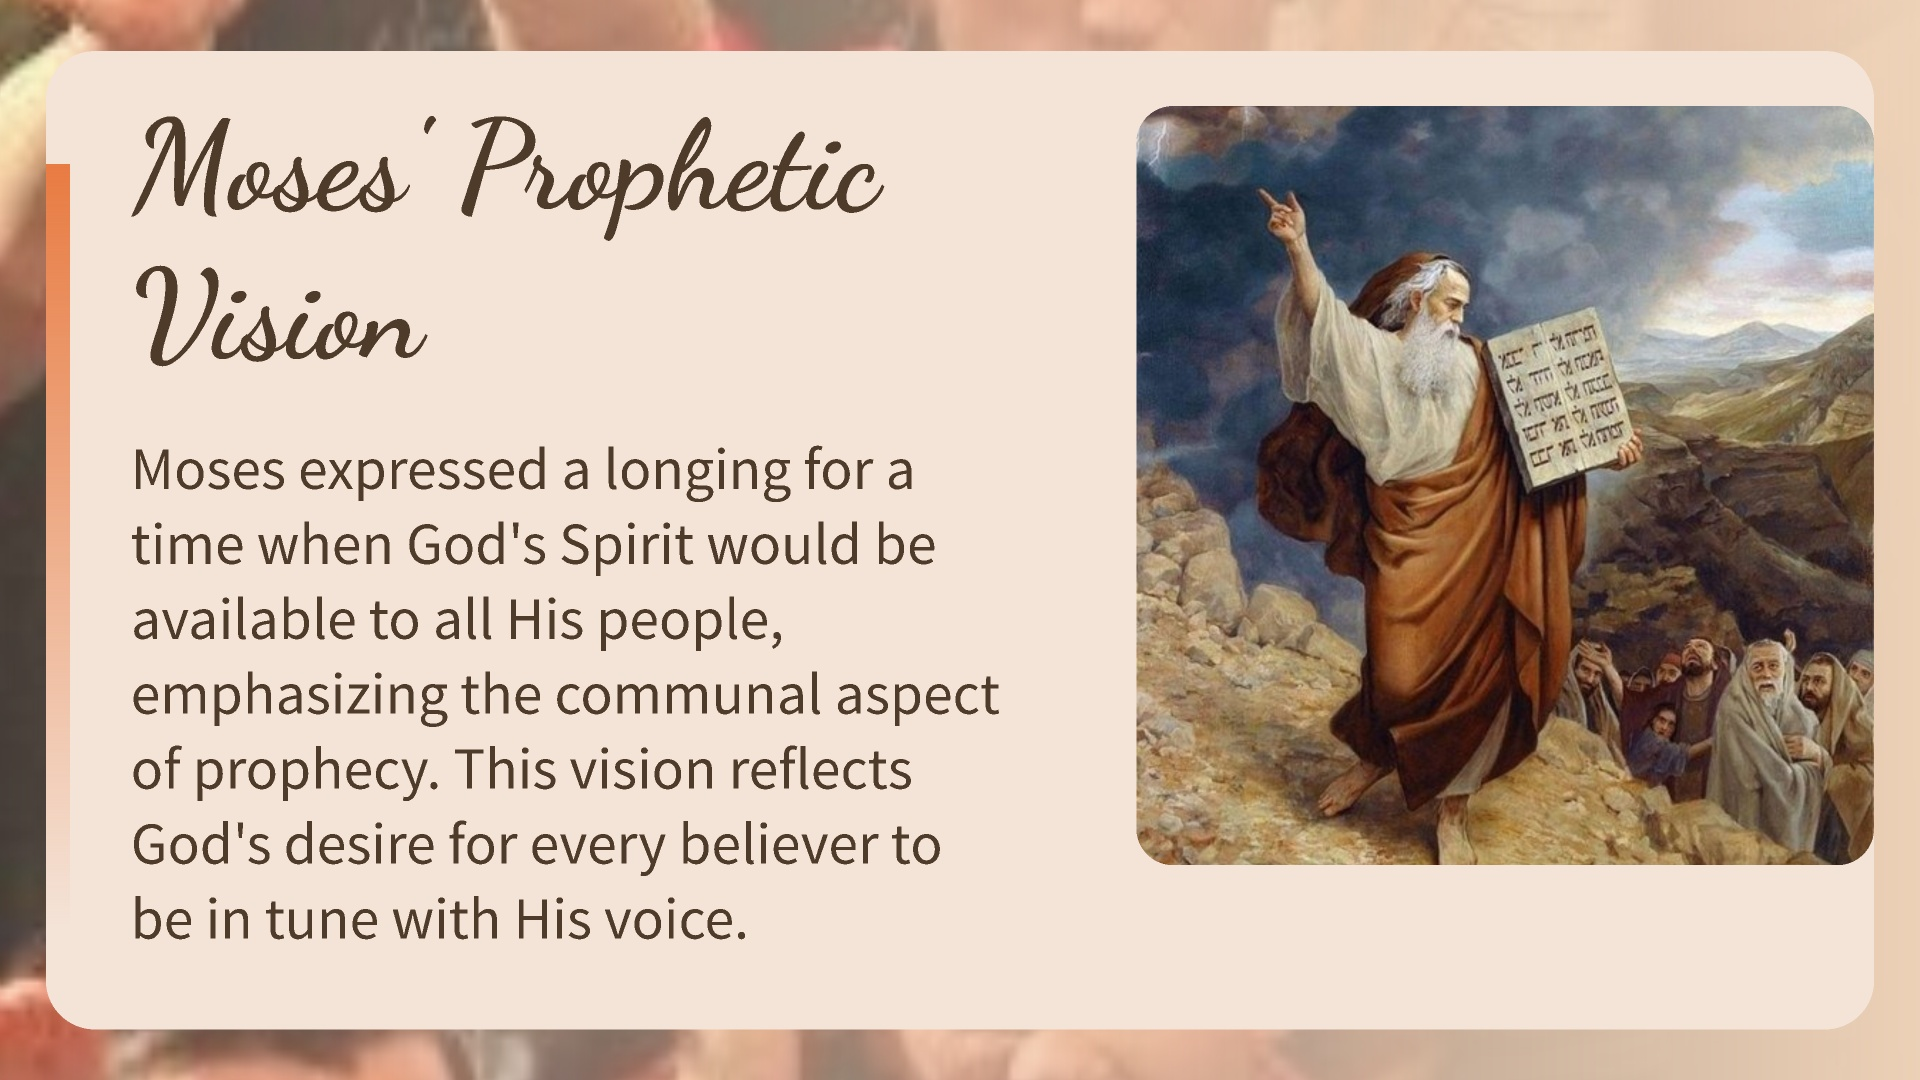 Moses' Prophetic
Vision
Moses expressed a longing for a
time when God's Spirit would be
available to all His people,
emphasizing the communal aspect
of prophecy. This vision reflects
God's desire for every believer to
be in tune with His voice.